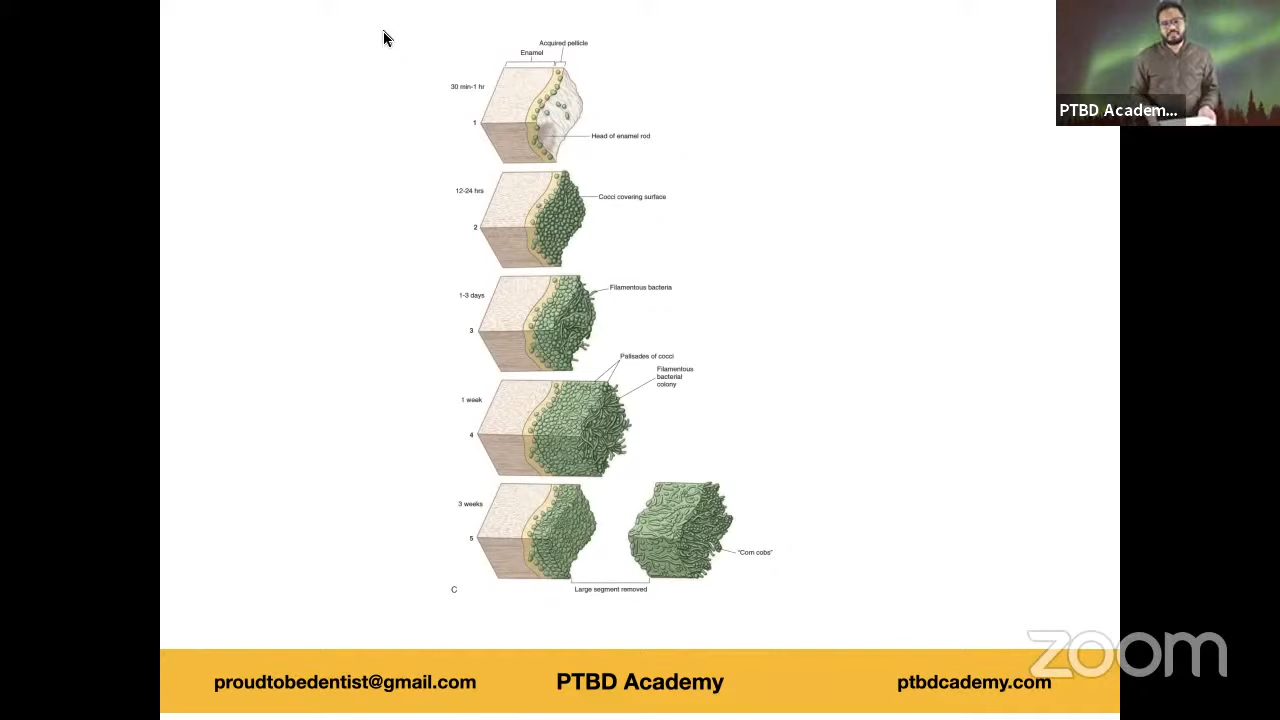 Acquired pellicle
Enamel
30 min-1 hr
1
Head of enamel rod
12-24 hrs
Cocci covering surface
2
1-3 days
Filamentous bacteria
3
Palisades of cocci
Filamentous
bacterial
colony
1 week
4
3 weeks
5
"Corn cobs"
Large segment removed
C
PTBD Academ...
zoom
proudtobedentist@gmail.com
PTBD Academy
ptbdcademy.com